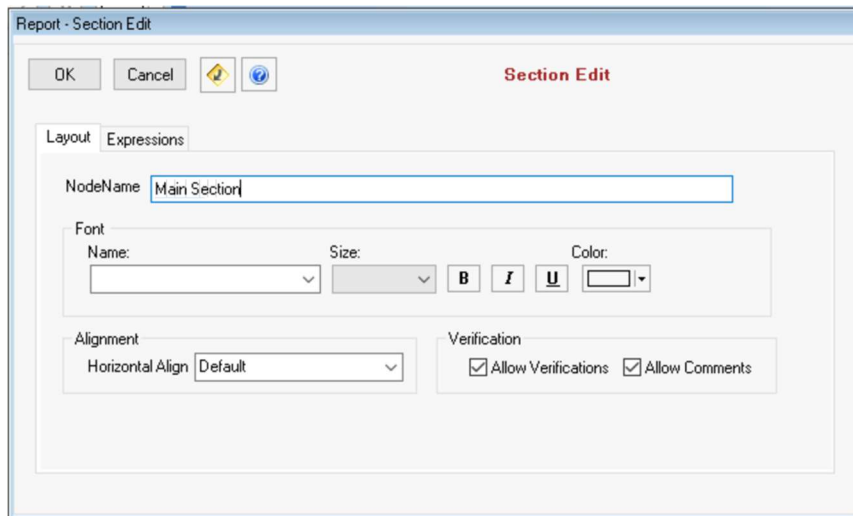 Report - Section Edit
OK Cancel Section Edit
Layout Expressions
NodeName Main Section
Font
Name: Size: Color:
B I U
Alignment Verification
Horizontal Align Default Allow Verifications Allow Comments